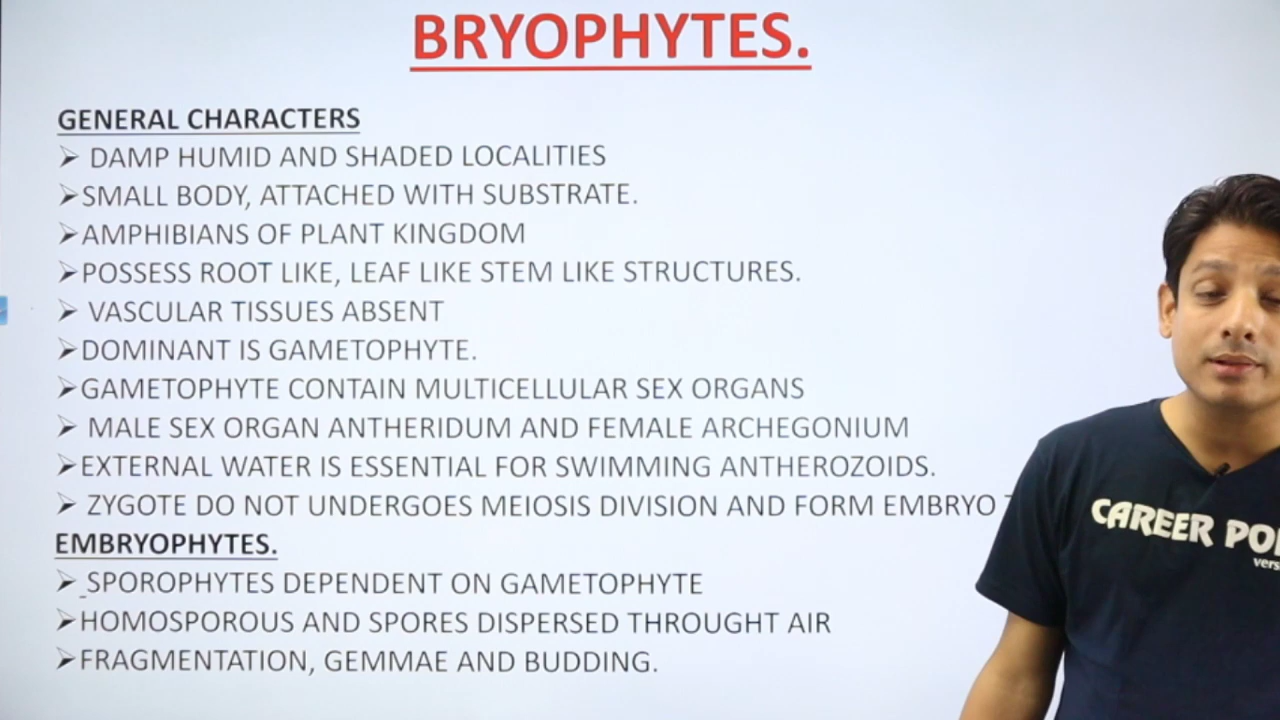 BRYOPHYTES.
GENERAL CHARACTERS
➢ DAMP HUMID AND SHADED LOCALITIES
➢SMALL BODY, ATTACHED WITH SUBSTRATE.
➢AMPHIBIANS OF PLANT KINGDOM
➢POSSESS ROOT LIKE, LEAF LIKE STEM LIKE STRUCTURES.
➢ VASCULAR TISSUES ABSENT
➢DOMINANT IS GAMETOPHYTE.
➢GAMETOPHYTE CONTAIN MULTICELLULAR SEX ORGANS
➢ MALE SEX ORGAN ANTHERIDUM AND FEMALE ARCHEGONIUM
➢EXTERNAL WATER IS ESSENTIAL FOR SWIMMING ANTHEROZOIDS.
➢ ZYGOTE DO NOT UNDERGOES MEIOSIS DIVISION AND FORM EMBRYO
EMBRYOPHYTES.
➢ SPOROPHYTES DEPENDENT ON GAMETOPHYTE
➢HOMOSPOROUS AND SPORES DISPERSED THROUGHT AIR
➢FRAGMENTATION, GEMMAE AND BUDDING.
CAREER